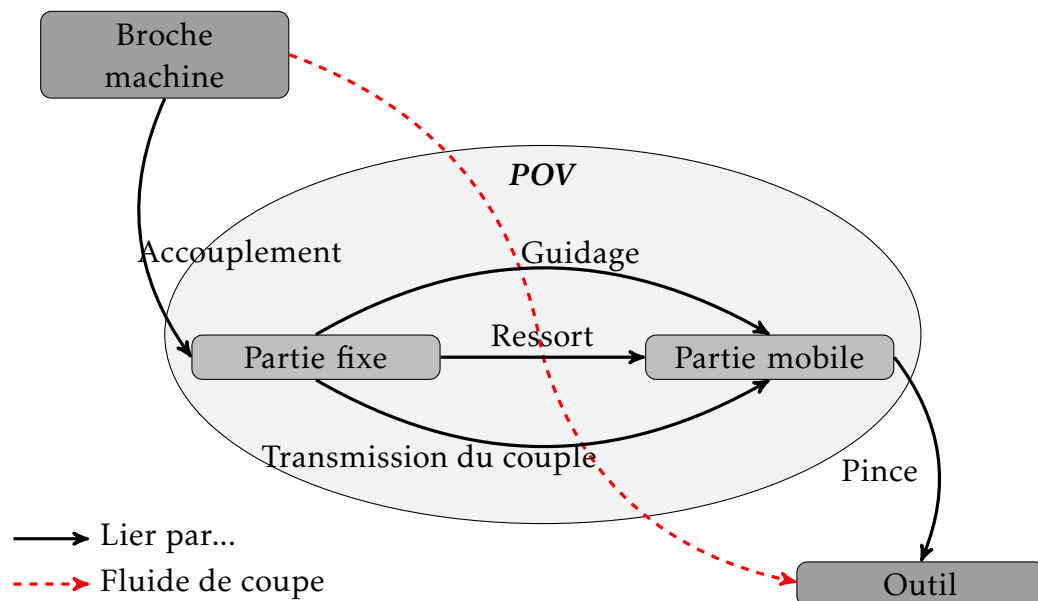 Broche
machine
POV
Accouplement
Guidage
Ressort
Partie fixe
Partie mobile
Transmission du couple
Pince
Lier par...
Fluide de coupe
Outil